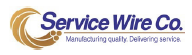 Service Wire Co.
Manufacturing quality. Delivering service.